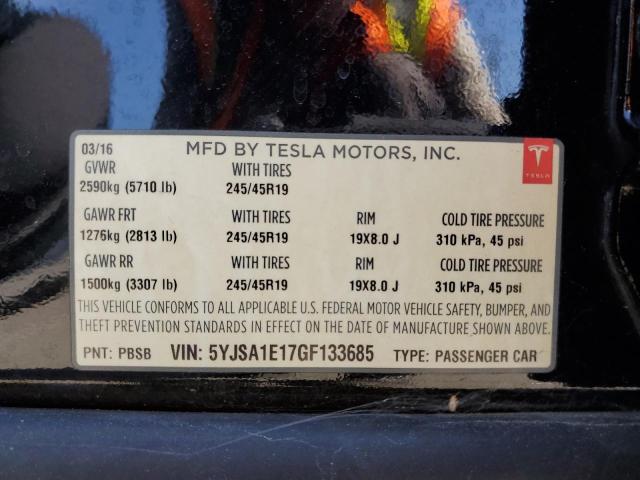 03/16 MFD BY TESLA MOTORS, INC.
TESLA
GVWR WITH TIRES
2590kg (5710 lb) 245/45R19
GAWR FRT WITH TIRES RIM COLD TIRE PRESSURE
1276kg (2813 lb) 245/45R19 19X8.0 J 310 kPa, 45 psi
GAWR RR WITH TIRES RIM COLD TIRE PRESSURE
1500kg (3307 lb) 245/45R19 19X8.0 J 310 kPa, 45 psi
THIS VEHICLE CONFORMS TO ALL APPLICABLE U.S. FEDERAL MOTOR VEHICLE SAFETY, BUMPER, AND
THEFT PREVENTION STANDARDS IN EFFECT ON THE DATE OF MANUFACTURE SHOWN ABOVE.
PNT: PBSB VIN: 5YJSA1E17GF133685 TYPE: PASSENGER CAR